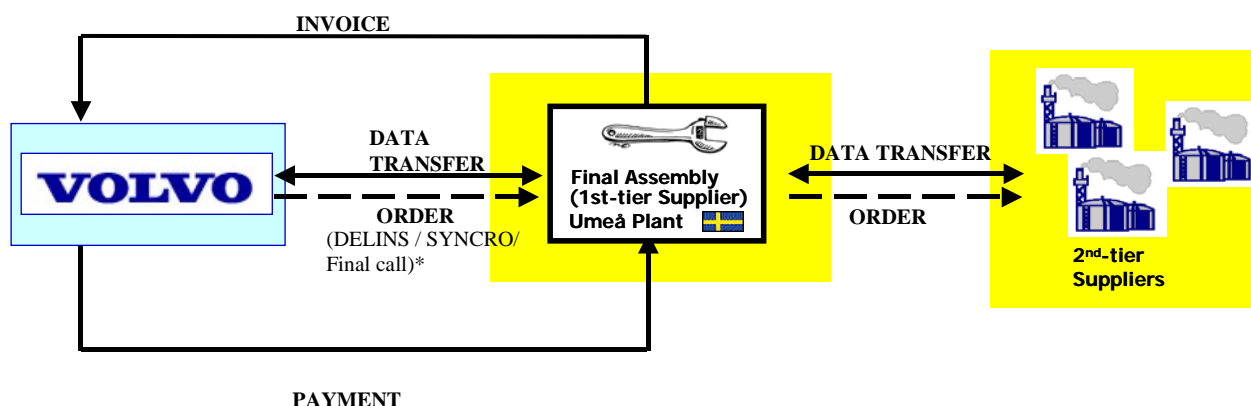 INVOICE
VOLVO
DATA
TRANSFER
ORDER
(DELINS / SYNCRO/
Final call)*
Final Assembly
(1st-tier Supplier)
Umeå Plant
DATA TRANSFER
ORDER
2nd-tier
Suppliers
PAYMENT